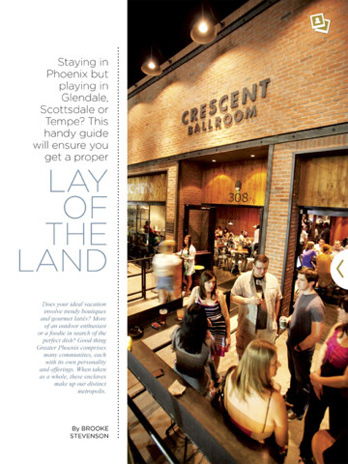 Staying in
Phoenix but
playing in
Glendale,
Scottsdale or
Tempe? This
handy guide
will ensure you
get a proper
LAY
OF
THE
LAND
Does your ideal vacation
involve trendy boutiques
and gourmet lattés? More
of an outdoor enthusiast
or a foodie in search of the
perfect dish? Good thing
Greater Phoenix comprises
many communities, each
with its own personality
and offerings. When taken
as a whole, these enclaves
make up our distinct
metropolis.
By BROOKE
STEVENSON
CRESCENT
BALLROOM
308